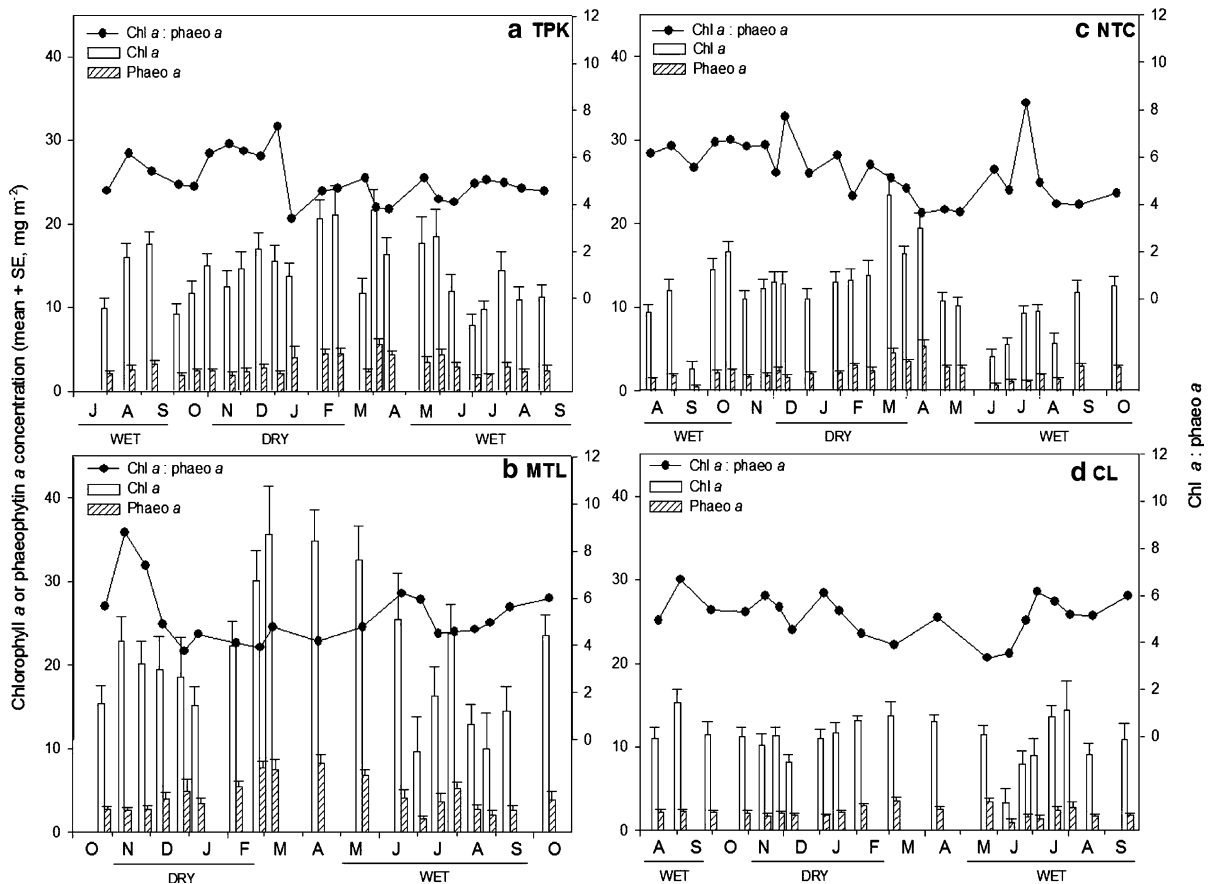 Chlorophyll a or phaeophytin a concentration (mean + SE, mg m⁻²)
a TPK
Chl a : phaeo a
Chl a
Phaeo a
40
30
20
10
0
12
10
8
6
4
2
0
J A S O N D J F M A M J J A S
WET DRY WET
c NTC
Chl a : phaeo a
Chl a
Phaeo a
40
30
20
10
0
12
10
8
6
4
2
0
A S O N D J F M A M J J A S O
WET DRY WET
b MTL
Chl a : phaeo a
Chl a
Phaeo a
40
30
20
10
0
12
10
8
6
4
2
0
O N D J F M A M J J A S O
DRY WET
d CL
Chl a : phaeo a
Chl a
Phaeo a
40
30
20
10
0
12
10
8
6
4
2
0
A S O N D J F M A M J J A S
WET DRY WET
Chl a : phaeo a